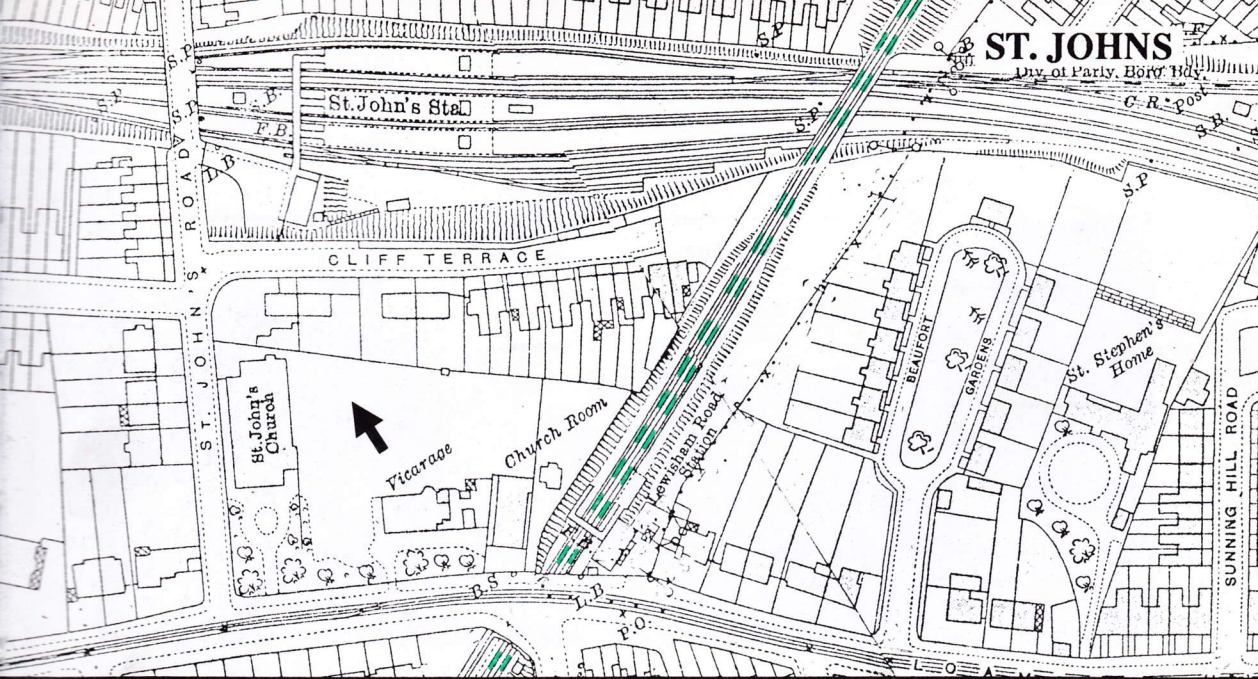 S.P
ST. JOHNS
Div. of Parly. Boro. Bdy.
S.P
S.P
S.B.
F.B.
St. John's Sta.
S.P.
G.R.
Post
S.B.
L.B
S.P
CLIFF TERRACE
ST. JOHN'S ROAD
St. John's
Church
Vicarage
Church Room
Lewisham Road
Station
BEAUFORT
GARDENS
St. Stephen's
Home
SUNNING HILL ROAD
B.S
L.B
P.O
LOAM